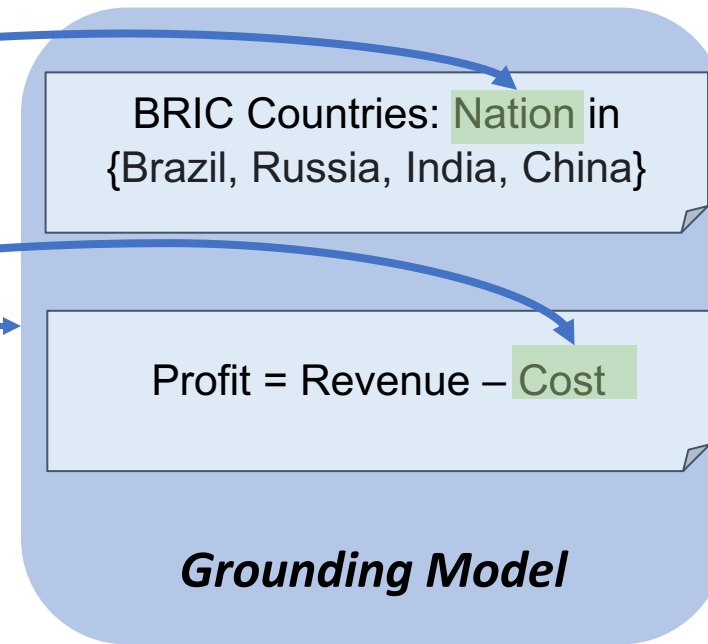 BRIC Countries: Nation in
{Brazil, Russia, India, China}
Profit = Revenue – Cost
Grounding Model